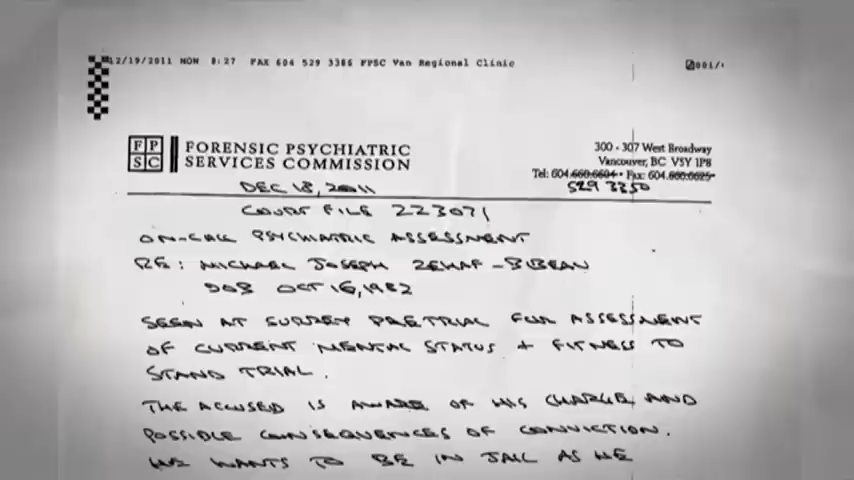 12/19/2011 MON 8:27 FAX 604 529 3386 FPSC Van Regional Clinic 001/
FP
SC
FORENSIC PSYCHIATRIC
SERVICES COMMISSION
300 - 307 West Broadway
Vancouver, BC V5Y 1P8
Tel: 604.660.6604 • Fax: 604.660.6625
529 3350
DEC 18, 2011
COURT FILE 223071
ON-CALL PSYCHIATRIC ASSESSMENT
RE: MICHAEL JOSEPH ZEHAF-BIBEAU
DOB OCT 16, 1982
SEEN AT SURREY PRETRIAL FOR ASSESSMENT
OF CURRENT MENTAL STATUS + FITNESS TO
STAND TRIAL.
THE ACCUSED IS AWARE OF HIS CHARGE AND
POSSIBLE CONSEQUENCES OF CONVICTION.
HE WANTS TO BE IN JAIL AS HE